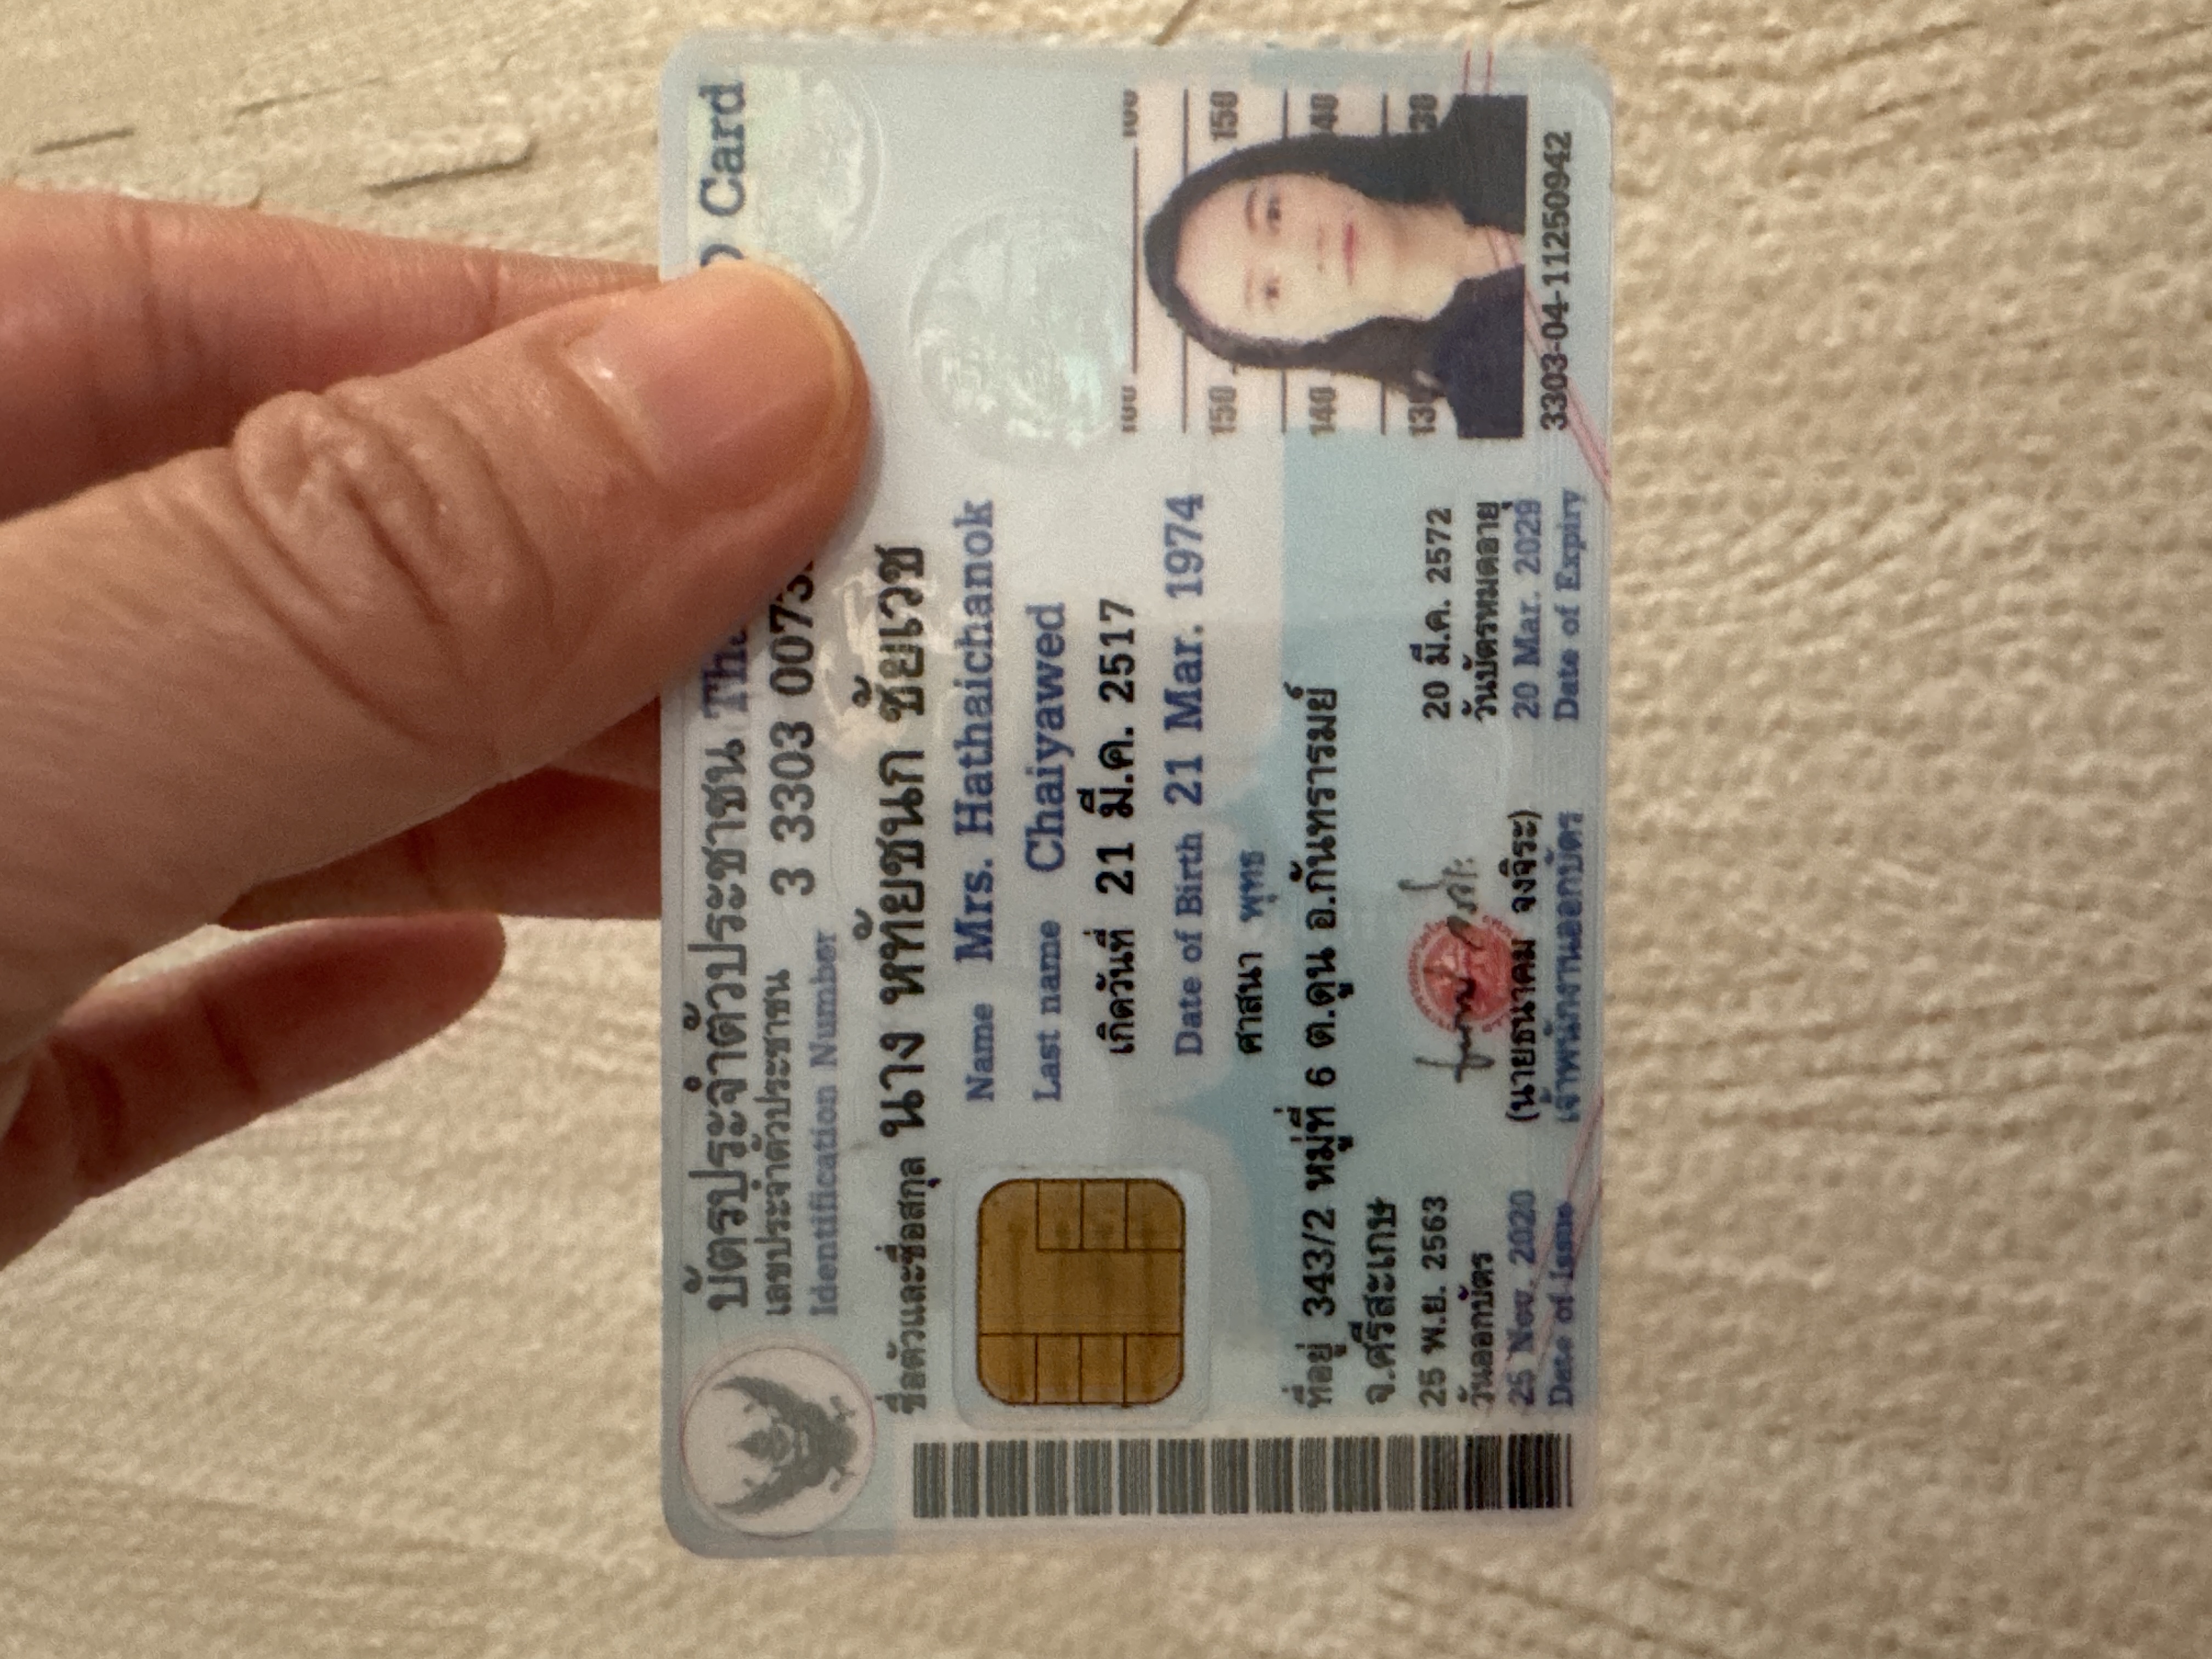 บัตรประจำตัวประชาชน Card
เลขประจำตัวประชาชน 3 3303 0073
Identification Number
ชื่อตัวและชื่อสกุล นาง หทัยชนก ชัยเวช
Name Mrs. Hathaichanok
Last name Chaiyawed
เกิดวันที่ 21 มี.ค. 2517
Date of Birth 21 Mar. 1974
ศาสนา พุทธ
ที่อยู่ 343/2 หมู่ที่ 6 ต.ดูน อ.กันทรารมย์
จ.ศรีสะเกษ
25 พ.ย. 2563
วันออกบัตร
25 Nov. 2020
Date of Issue
(นายธนาคม จงจิระ)
เจ้าพนักงานออกบัตร
20 มี.ค. 2572
วันบัตรหมดอายุ
20 Mar. 2029
Date of Expiry
150 150
140 140
130 130
3303-04-11250942